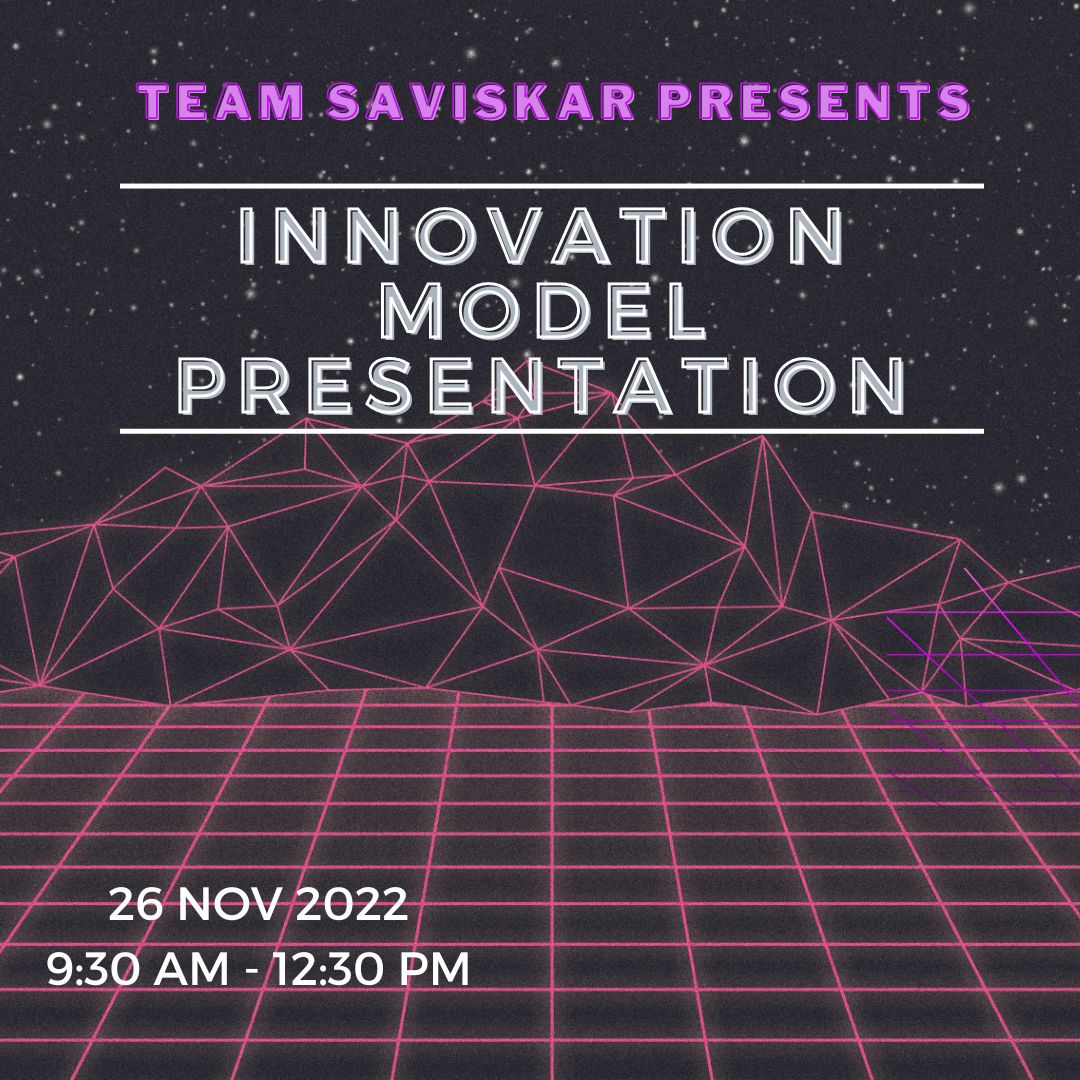 TEAM SAVISKAR PRESENTS
INNOVATION
MODEL
PRESENTATION
26 NOV 2022
9:30 AM - 12:30 PM